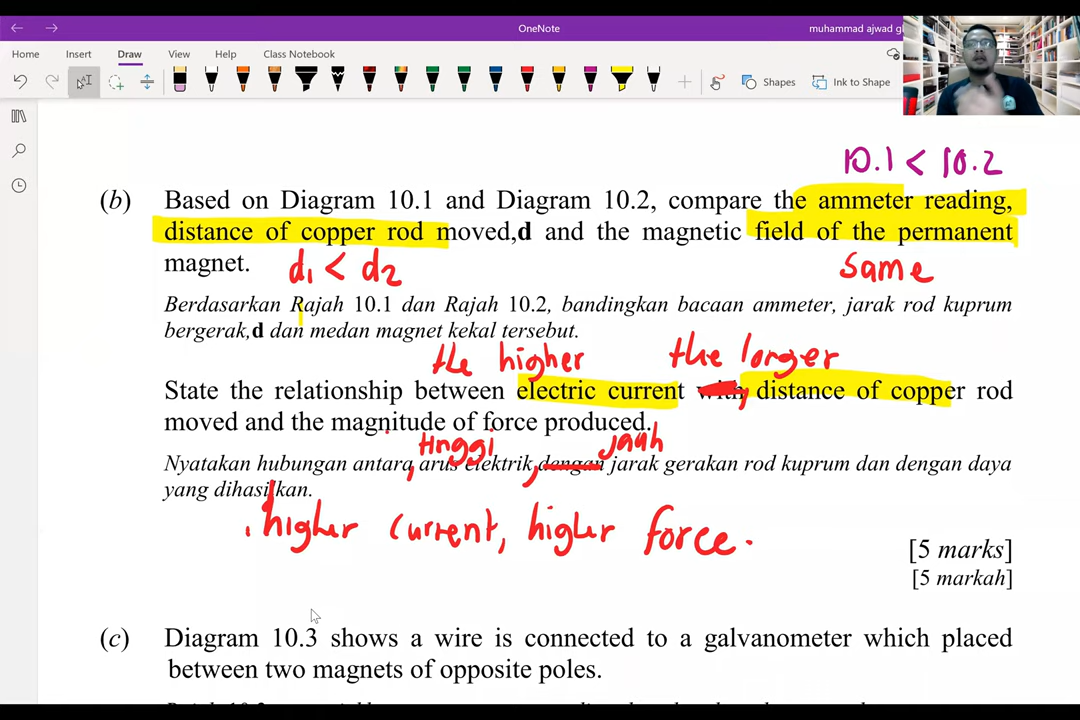 OneNote
muhammad ajwad g
Home Insert Draw View Help Class Notebook
Shapes Ink to Shape
10.1 < 10.2
(b) Based on Diagram 10.1 and Diagram 10.2, compare the ammeter reading,
distance of copper rod moved,d and the magnetic field of the permanent
magnet. d1 < d2 same
Berdasarkan Rajah 10.1 dan Rajah 10.2, bandingkan bacaan ammeter, jarak rod kuprum
bergerak,d dan medan magnet kekal tersebut.
the higher the longer
State the relationship between electric current with, distance of copper rod
moved and the magnitude of force produced.
tinggi jauh
Nyatakan hubungan antara, arus elektrik, dengan jarak gerakan rod kuprum dan dengan daya
yang dihasilkan.
higher current, higher force.
[5 marks]
[5 markah]
(c) Diagram 10.3 shows a wire is connected to a galvanometer which placed
between two magnets of opposite poles.